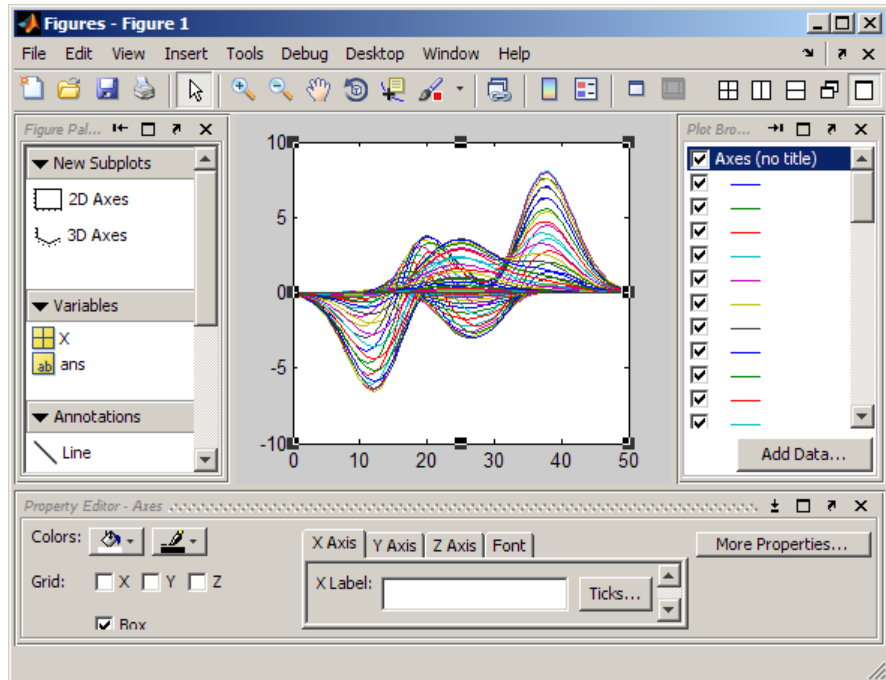 Figures - Figure 1
File Edit View Insert Tools Debug Desktop Window Help
Figure Pal...
New Subplots
2D Axes
3D Axes
Variables
X
ab ans
Annotations
Line
10
5
0
-5
-10
0 10 20 30 40 50
Plot Bro...
Axes (no title)
Add Data...
Property Editor - Axes
Colors:
Grid: X Y Z
Box
X Axis Y Axis Z Axis Font
X Label:
Ticks...
More Properties...